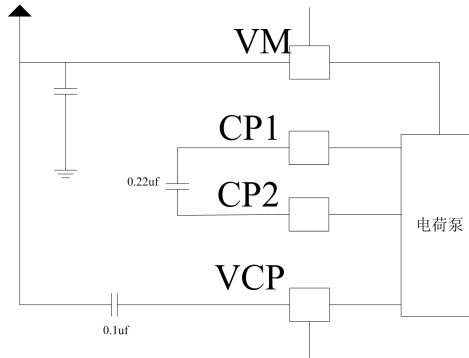 VM
CP1
0.22uf
CP2
电荷泵
VCP
0.1uf